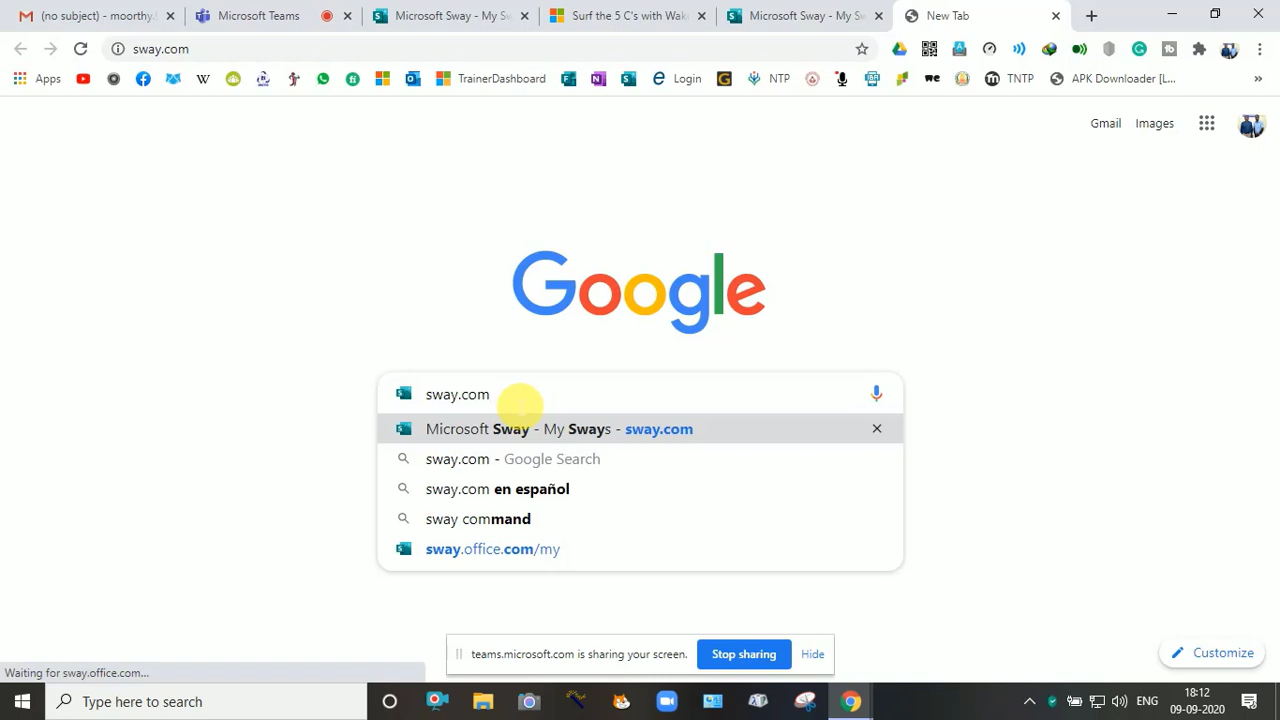 (no subject) - moorthy.
Microsoft Teams
Microsoft Sway - My Sw
Surf the 5 C's with Wak
Microsoft Sway - My Sw
New Tab
sway.com
Apps
TrainerDashboard
Login
NTP
TNTP
APK Downloader [L...
Gmail
Images
Google
sway.com
Microsoft Sway - My Sways - sway.com
sway.com - Google Search
sway.com en español
sway command
sway.office.com/my
teams.microsoft.com is sharing your screen.
Stop sharing
Hide
Customize
Waiting for sway.office.com...
Type here to search
ENG
18:12
09-09-2020